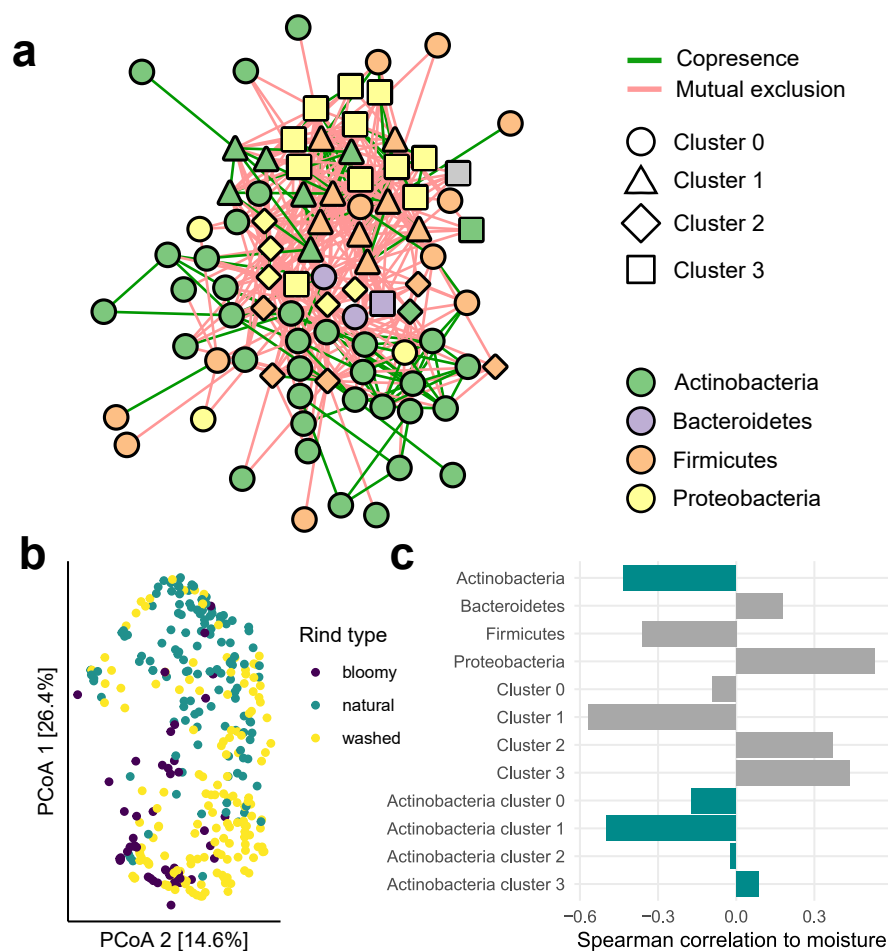 a
Copresence
Mutual exclusion
Cluster 0
Cluster 1
Cluster 2
Cluster 3
Actinobacteria
Bacteroidetes
Firmicutes
Proteobacteria
b
PCoA 1 [26.4%]
PCoA 2 [14.6%]
Rind type
bloomy
natural
washed
c
Actinobacteria
Bacteroidetes
Firmicutes
Proteobacteria
Cluster 0
Cluster 1
Cluster 2
Cluster 3
Actinobacteria cluster 0
Actinobacteria cluster 1
Actinobacteria cluster 2
Actinobacteria cluster 3
−0.6 −0.3 0.0 0.3
Spearman correlation to moisture